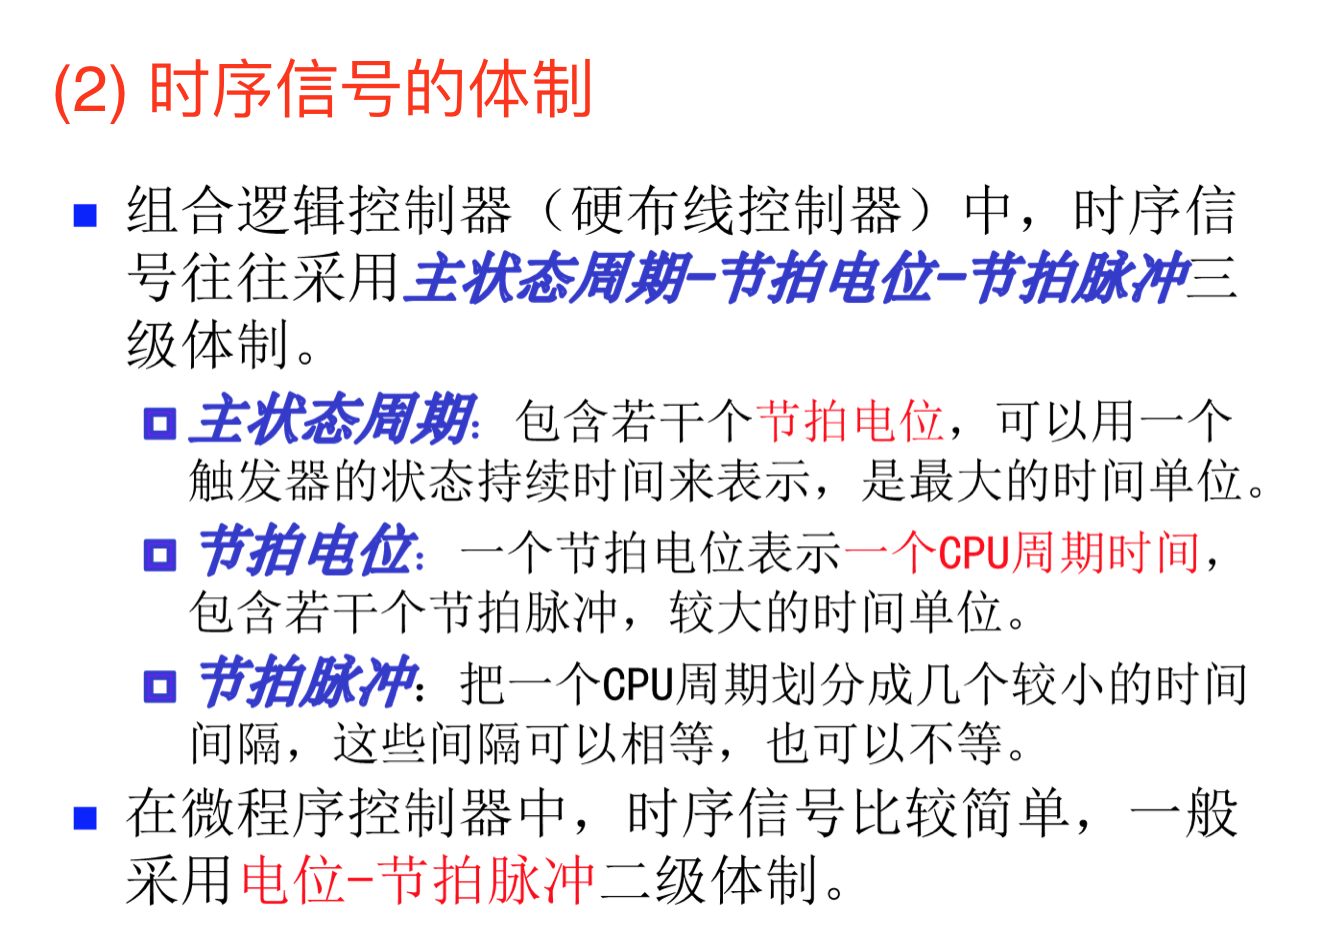 (2) 时序信号的体制
组合逻辑控制器（硬布线控制器）中，时序信
号往往采用主状态周期-节拍电位-节拍脉冲三
级体制。
主状态周期：包含若干个节拍电位，可以用一个
触发器的状态持续时间来表示，是最大的时间单位。
节拍电位：一个节拍电位表示一个CPU周期时间，
包含若干个节拍脉冲，较大的时间单位。
节拍脉冲：把一个CPU周期划分成几个较小的时间
间隔，这些间隔可以相等，也可以不等。
在微程序控制器中，时序信号比较简单，一般
采用电位-节拍脉冲二级体制。